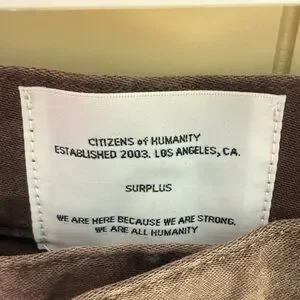 CITIZENS of HUMANITY
ESTABLISHED 2003. LOS ANGELES, CA.
SURPLUS
WE ARE HERE BECAUSE WE ARE STRONG.
WE ARE ALL HUMANITY